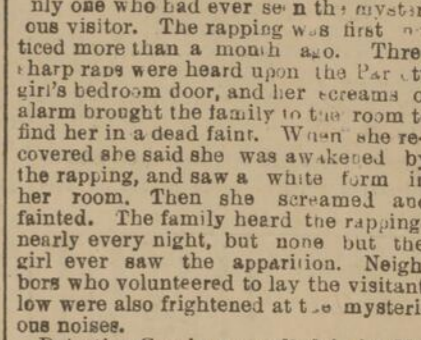 nly one who had ever seen the myster
ous visitor. The rapping was first
ticed more than a month ago. Thre
sharp raps were heard upon the
girl's bedroom door, and her screams o
alarm brought the family to the room t
find her in a dead faint. When she re-
covered she said she was awakened by
the rapping, and saw a white form in
her room. Then she screamed and
fainted. The family heard the rapping
nearly every night, but none but the
girl ever saw the apparition. Neigh
bors who volunteered to lay the visitant
low were also frightened at the mysteri
ous noises.